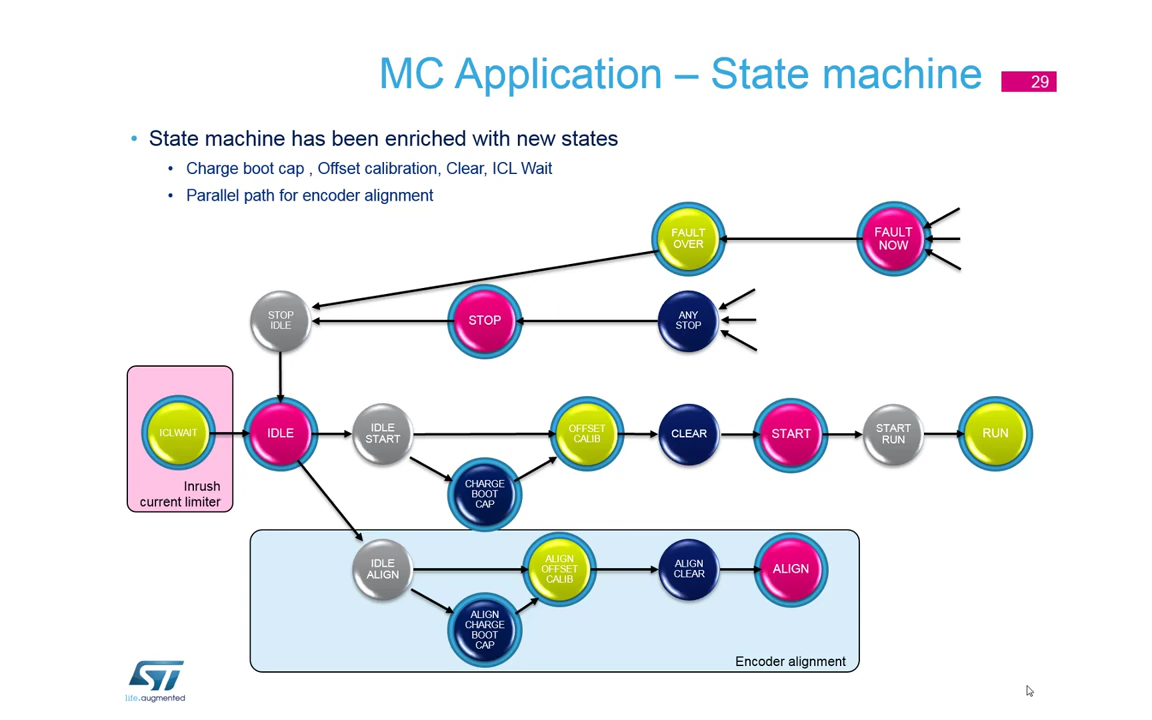 MC Application – State machine
29
• State machine has been enriched with new states
• Charge boot cap , Offset calibration, Clear, ICL Wait
• Parallel path for encoder alignment
FAULT
OVER
FAULT
NOW
STOP
IDLE
STOP
ANY
STOP
ICLWAIT
IDLE
IDLE
START
OFFSET
CALIB
CLEAR
START
START
RUN
RUN
Inrush
current limiter
CHARGE
BOOT
CAP
IDLE
ALIGN
ALIGN
OFFSET
CALIB
ALIGN
CLEAR
ALIGN
ALIGN
CHARGE
BOOT
CAP
Encoder alignment
ST
life.augmented